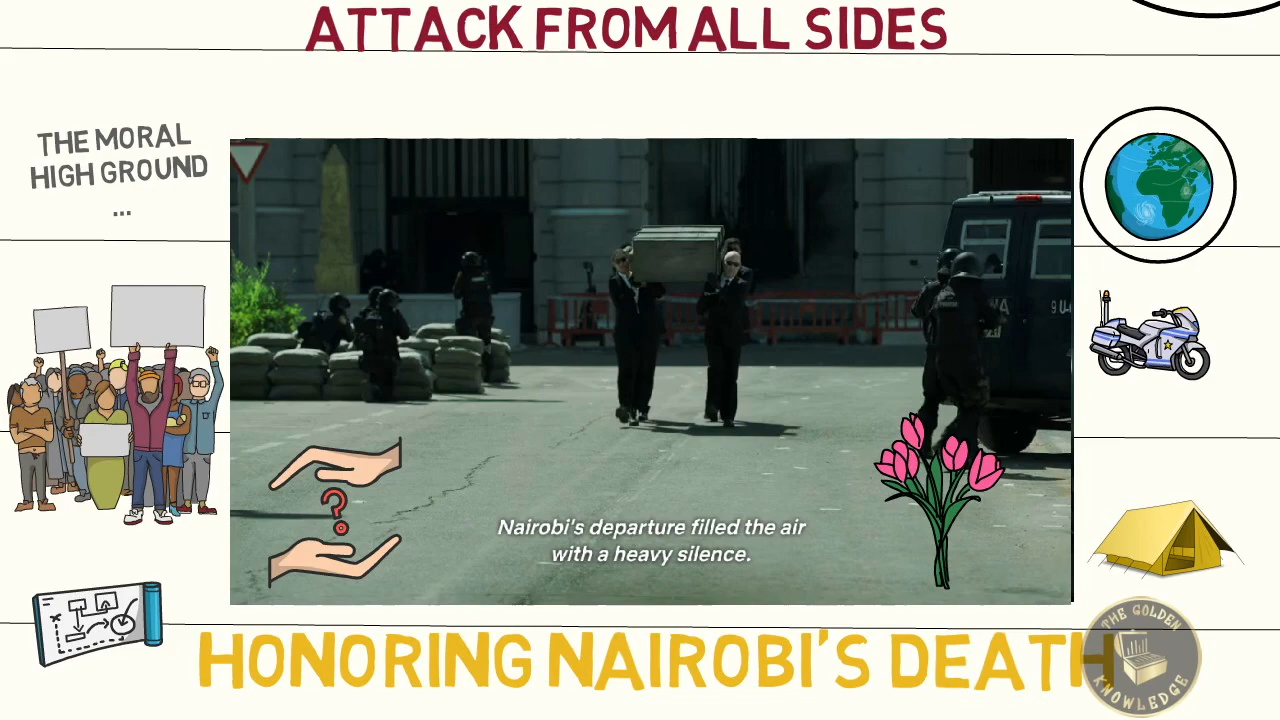 ATTACK FROM ALL SIDES
THE MORAL
HIGH GROUND
...
?
Nairobi's departure filled the air
with a heavy silence.
HONORING NAIROBI'S DEATH
THE GOLDEN
KNOWLEDGE